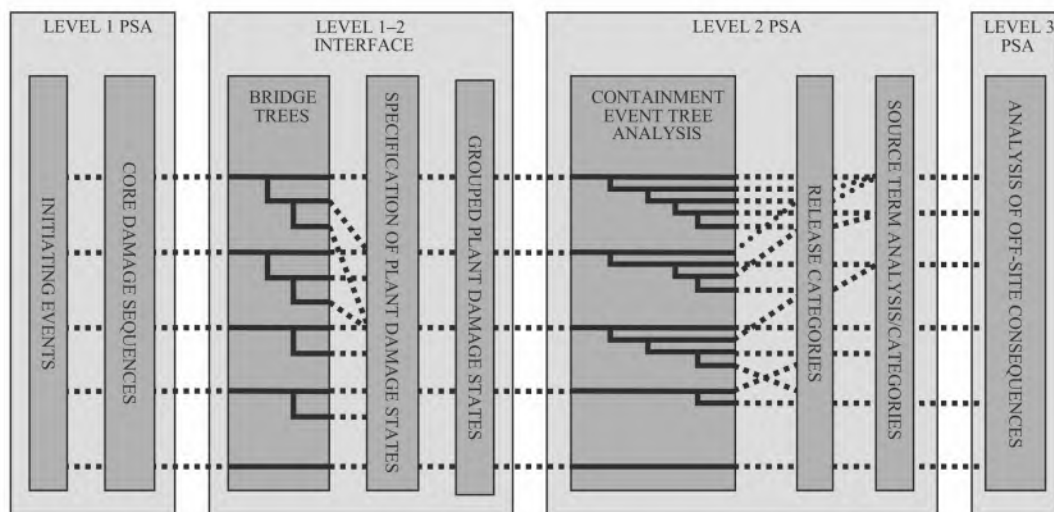 LEVEL 1 PSA
INITIATING EVENTS
CORE DAMAGE SEQUENCES
LEVEL 1–2
INTERFACE
BRIDGE
TREES
SPECIFICATION OF PLANT DAMAGE STATES
GROUPED PLANT DAMAGE STATES
LEVEL 2 PSA
CONTAINMENT
EVENT TREE
ANALYSIS
RELEASE CATEGORIES
SOURCE TERM ANALYSIS/CATEGORIES
LEVEL 3
PSA
ANALYSIS OF OFF-SITE CONSEQUENCES